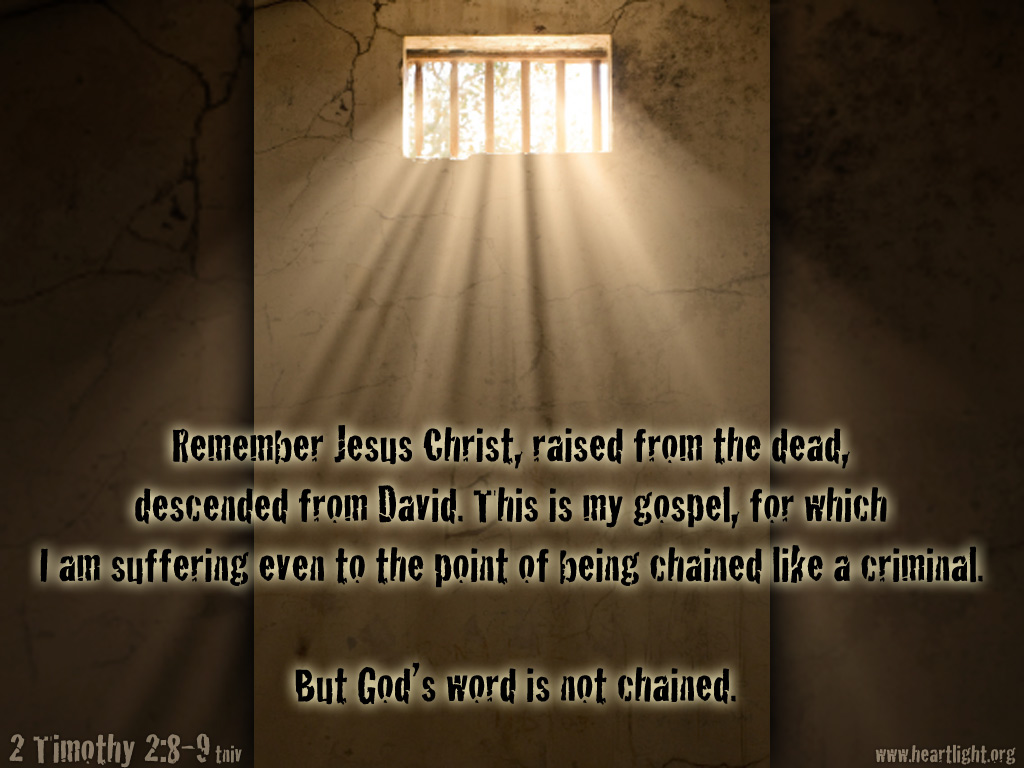 Remember Jesus Christ, raised from the dead,
descended from David. This is my gospel, for which
I am suffering even to the point of being chained like a criminal.
But God's word is not chained.
2 Timothy 2:8-9 tniv
www.heartlight.org